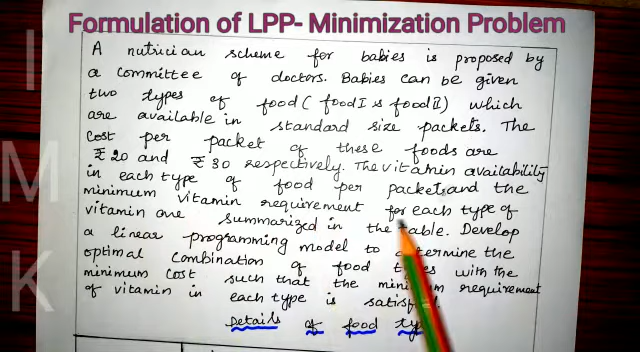 Formulation of LPP- Minimization Problem
A nutrician scheme for babies is proposed by
a committee of doctors. Babies can be given
two types of food ( food I & food II ) which
are available in standard size packets. The
cost per packet of these foods are
₹ 20 and ₹ 30 respectively. The vitamin availability
in each type of food per packets and the
minimum vitamin requirement for each type of
vitamin are summarized in the table. Develop
a linear programming model to determine the
optimal combination of food types with the
minimum cost such that the minimum requirement
of vitamin in each type is satisfied.
Details of food
I
M
K